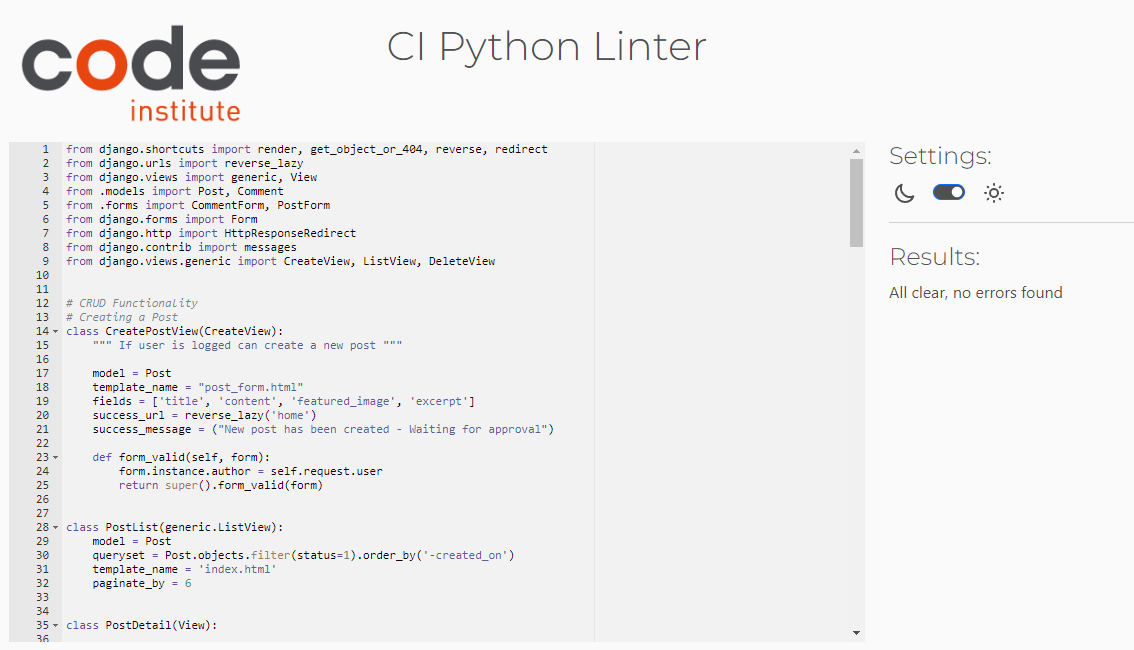 code
institute
CI Python Linter
1 from django.shortcuts import render, get_object_or_404, reverse, redirect
2 from django.urls import reverse_lazy
3 from django.views import generic, View
4 from .models import Post, Comment
5 from .forms import CommentForm, PostForm
6 from django.forms import Form
7 from django.http import HttpResponseRedirect
8 from django.contrib import messages
9 from django.views.generic import CreateView, ListView, DeleteView
10
11
12 # CRUD Functionality
13 # Creating a Post
14 class CreatePostView(CreateView):
15     """ If user is logged can create a new post """
16
17     model = Post
18     template_name = "post_form.html"
19     fields = ['title', 'content', 'featured_image', 'excerpt']
20     success_url = reverse_lazy('home')
21     success_message = ("New post has been created - Waiting for approval")
22
23     def form_valid(self, form):
24         form.instance.author = self.request.user
25         return super().form_valid(form)
26
27
28 class PostList(generic.ListView):
29     model = Post
30     queryset = Post.objects.filter(status=1).order_by('-created_on')
31     template_name = 'index.html'
32     paginate_by = 6
33
34
35 class PostDetail(View):
36
Settings:
Results:
All clear, no errors found